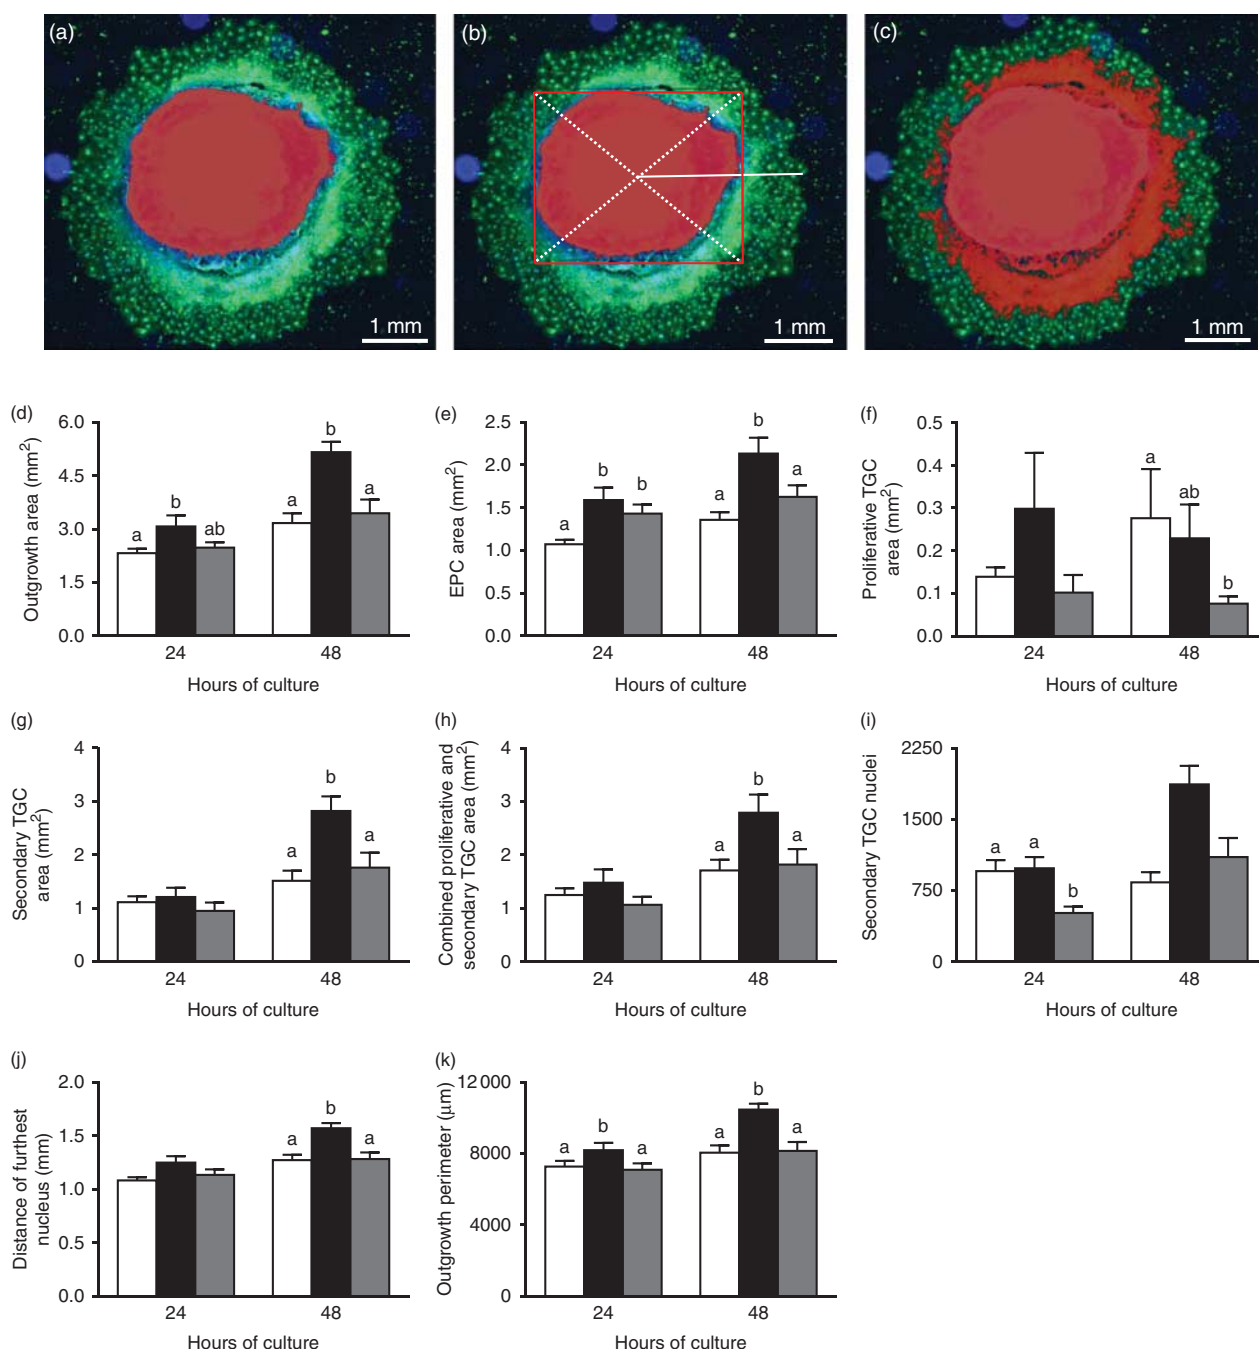 (a)
(b)
(c)
1 mm
1 mm
1 mm
(d)
Outgrowth area (mm²)
6.0
4.5
3.0
1.5
0.0
a
b
ab
a
b
a
24
48
Hours of culture
(e)
EPC area (mm²)
2.5
2.0
1.5
1.0
0.5
0.0
a
b
b
a
b
a
24
48
Hours of culture
(f)
Proliferative TGC
area (mm²)
0.5
0.4
0.3
0.2
0.1
0.0
a
ab
b
24
48
Hours of culture
(g)
Secondary TGC
area (mm²)
4
3
2
1
0
a
b
a
24
48
Hours of culture
(h)
Combined proliferative and
secondary TGC area (mm²)
4
3
2
1
0
a
b
a
24
48
Hours of culture
(i)
Secondary TGC nuclei
2250
1500
750
0
a
a
b
24
48
Hours of culture
(j)
Distance of furthest
nucleus (mm)
2.0
1.5
1.0
0.5
0.0
a
b
a
24
48
Hours of culture
(k)
Outgrowth perimeter (μm)
12 000
8000
4000
0
a
b
a
a
b
a
24
48
Hours of culture